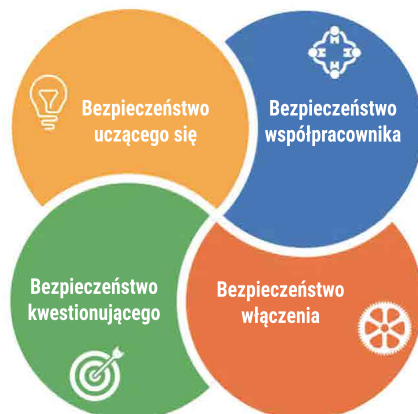 Bezpieczeństwo
uczącego się
Bezpieczeństwo
współpracownika
Bezpieczeństwo
kwestionującego
Bezpieczeństwo
włączenia